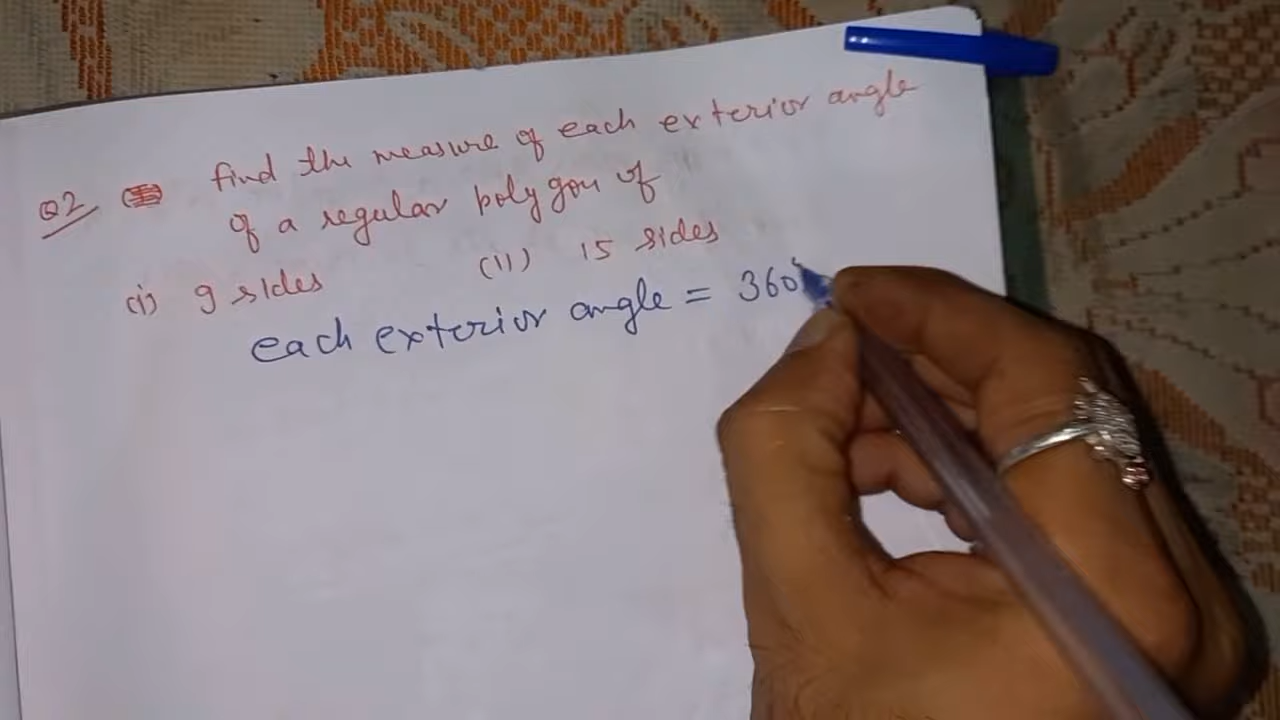 Q2 find the measure of each exterior angle
of a regular polygon of
(i) 9 sides (ii) 15 sides
each exterior angle = 360°